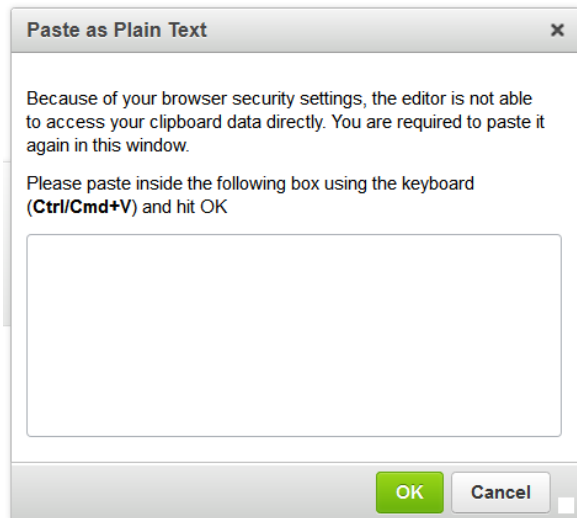 Paste as Plain Text
Because of your browser security settings, the editor is not able
to access your clipboard data directly. You are required to paste it
again in this window.
Please paste inside the following box using the keyboard
(Ctrl/Cmd+V) and hit OK
OK
Cancel